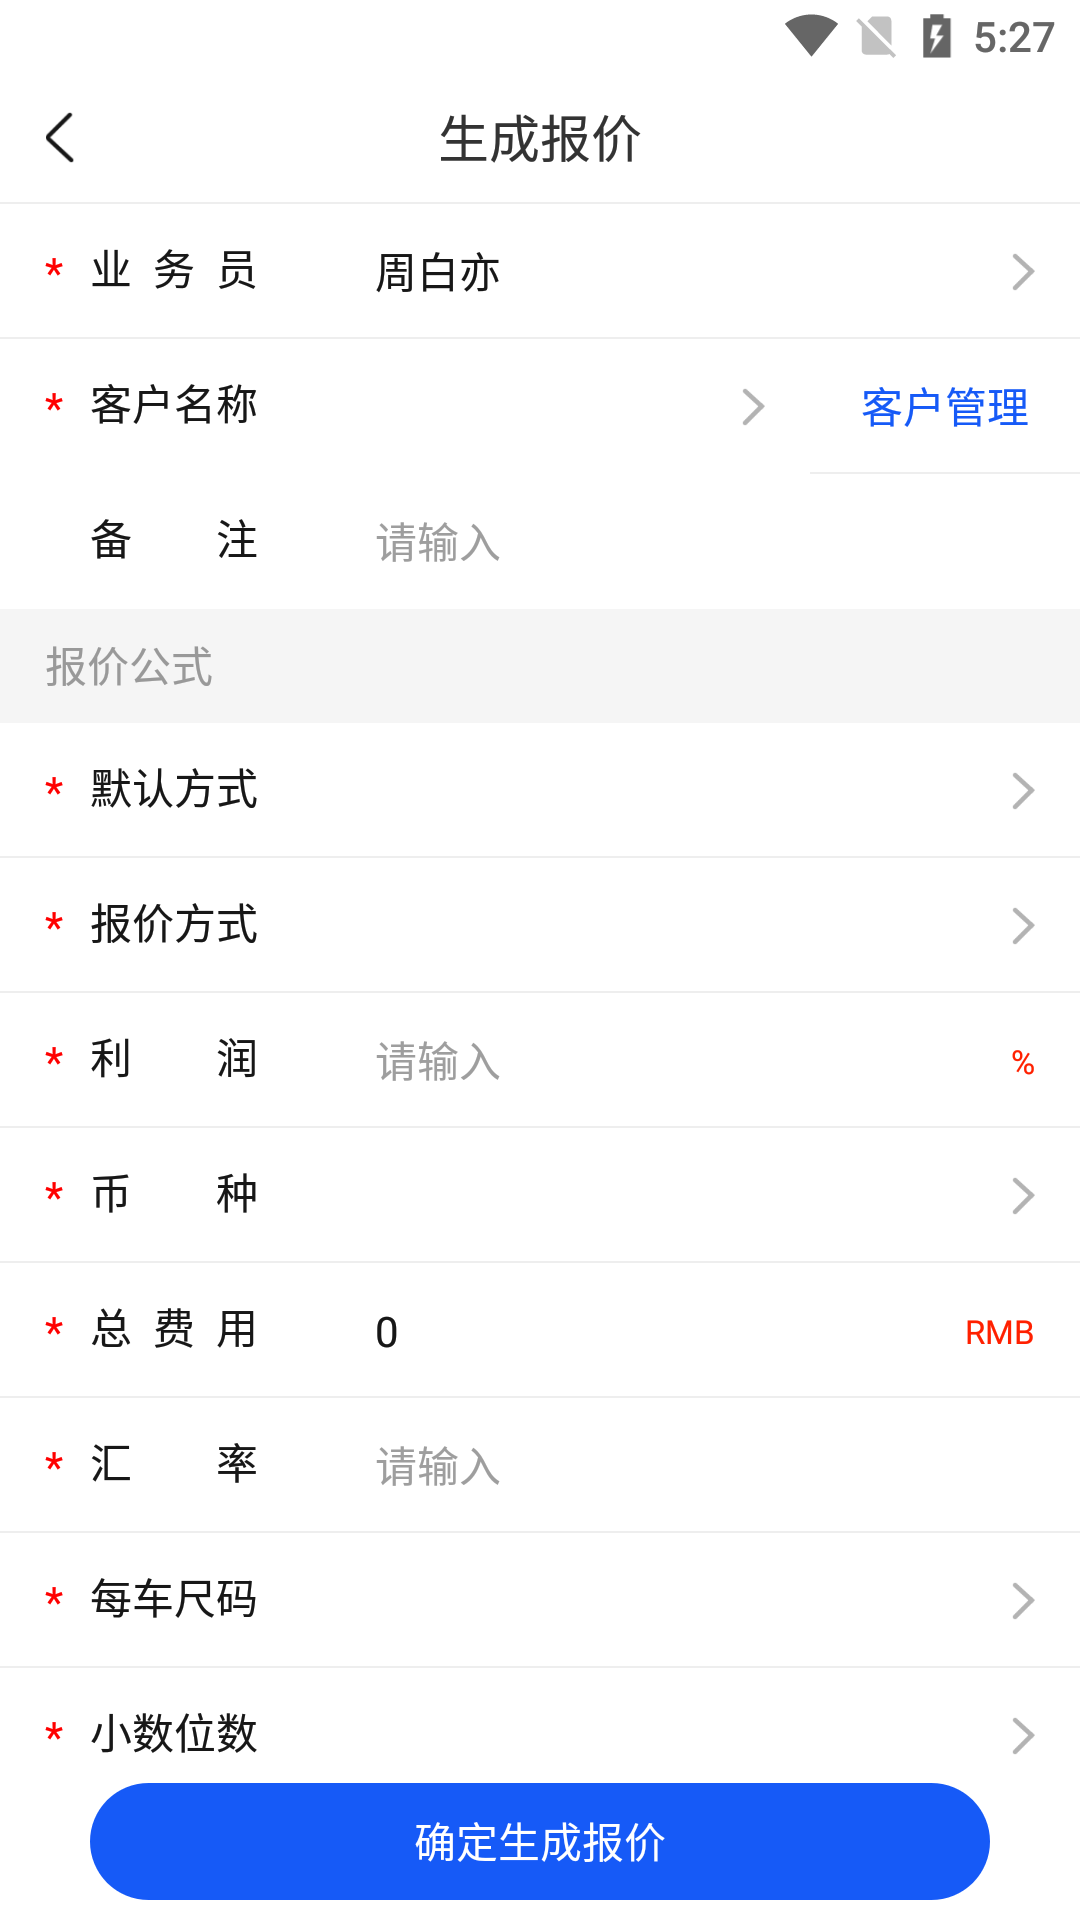 5:27
生成报价
* 业务员 周白亦
* 客户名称 客户管理
备注 请输入
报价公式
* 默认方式
* 报价方式
* 利润 请输入 %
* 币种
* 总费用 0 RMB
* 汇率 请输入
* 每车尺码
* 小数位数
确定生成报价